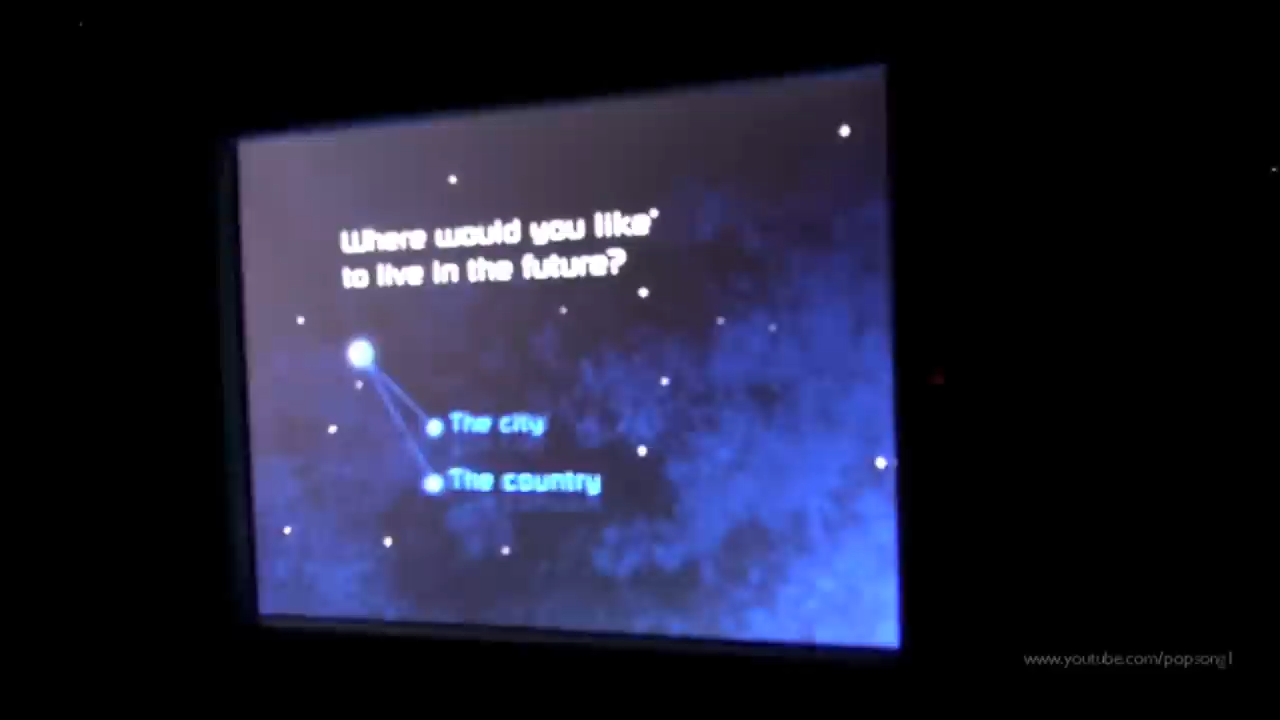 Where would you like
to live in the future?
The city
The country
www.youtube.com/popsong1